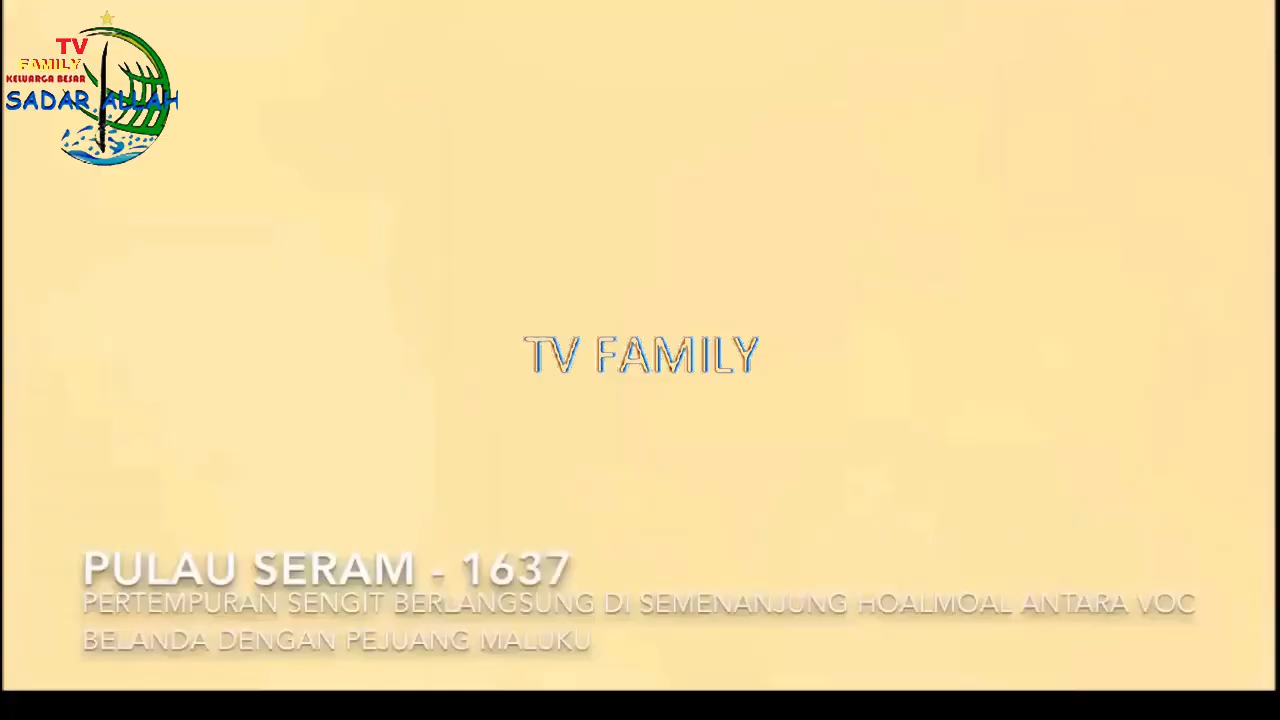 TV
FAMILY
KELUARGA BESAR
SADAR ALLAH
TV FAMILY
PULAU SERAM - 1637
PERTEMPURAN SENGIT BERLANGSUNG DI SEMENANJUNG HOALMOAL ANTARA VOC
BELANDA DENGAN PEJUANG MALUKU